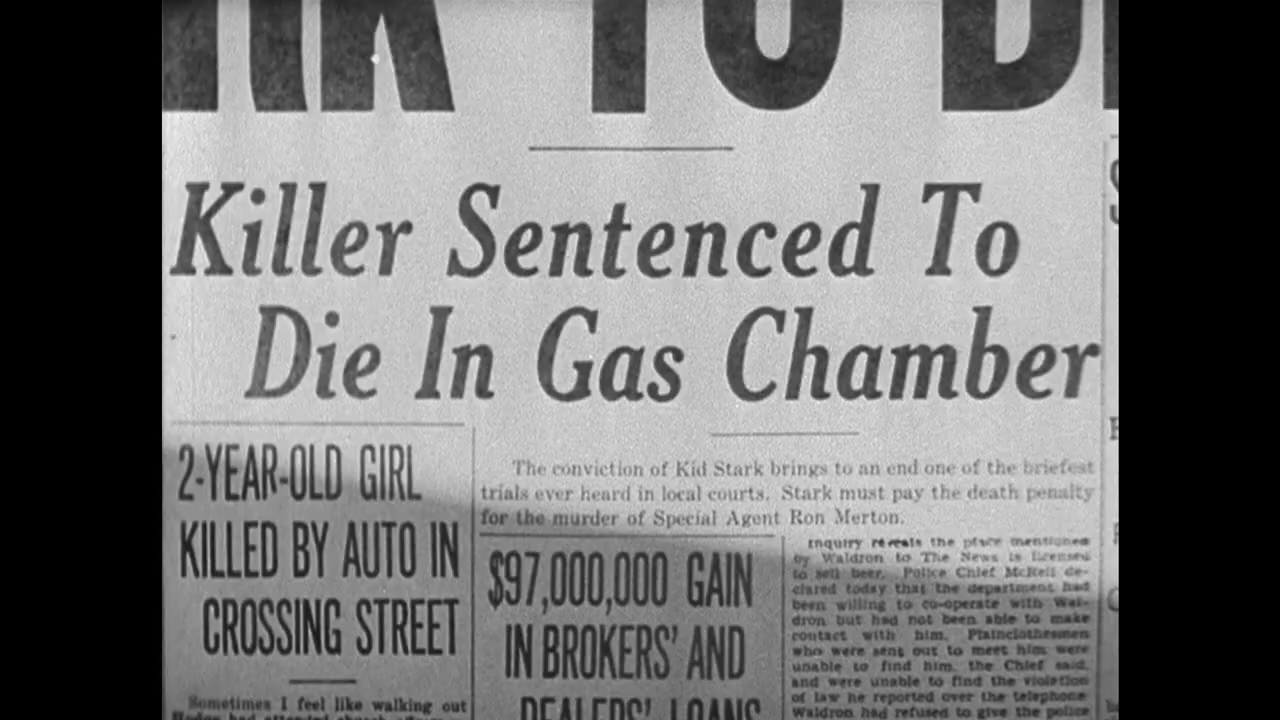 RK TO D
Killer Sentenced To
Die In Gas Chamber
2-YEAR-OLD GIRL
KILLED BY AUTO IN
CROSSING STREET
Sometimes I feel like walking out
The conviction of Kid Stark brings to an end one of the briefest
trials ever heard in local courts. Stark must pay the death penalty
for the murder of Special Agent Ron Merton.
$97,000,000 GAIN
IN BROKERS' AND
DEALERS' LOANS
Inquiry reveals the place mentioned
by Waldron to The News is licensed
to sell beer. Police Chief McKell de-
clared today that the department had
been willing to co-operate with Wal-
dron but had not been able to make
contact with him. Plainclothesmen
who were sent out to meet him were
unable to find him, the Chief said,
and were unable to find the violation
of law he reported over the telephone
Waldron had refused to give the police